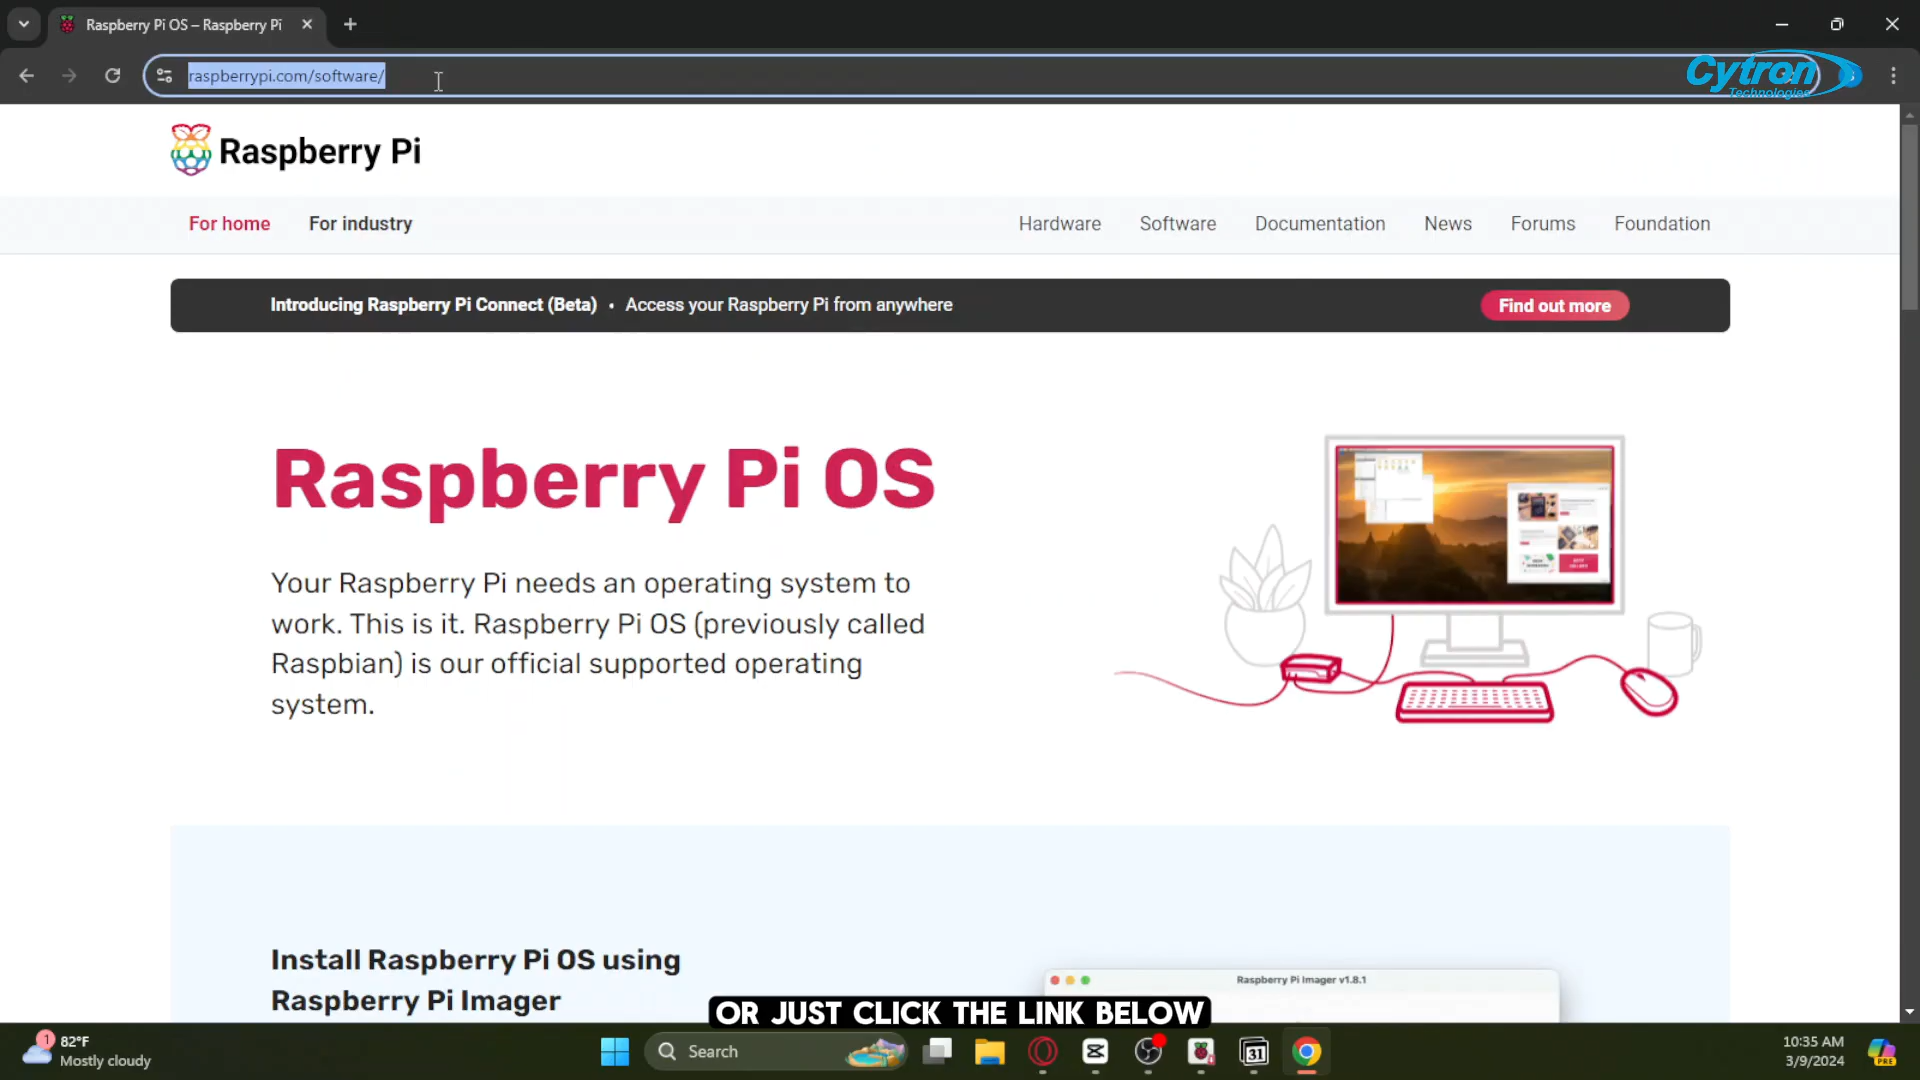 Raspberry Pi OS – Raspberry Pi
raspberrypi.com/software/
Cytron
Technologies
Raspberry Pi
For home
For industry
Hardware
Software
Documentation
News
Forums
Foundation
Introducing Raspberry Pi Connect (Beta) • Access your Raspberry Pi from anywhere
Find out more
Raspberry Pi OS
Your Raspberry Pi needs an operating system to
work. This is it. Raspberry Pi OS (previously called
Raspbian) is our official supported operating
system.
Install Raspberry Pi OS using
Raspberry Pi Imager
Raspberry Pi Imager v1.8.1
OR JUST CLICK THE LINK BELOW
1
82°F
Mostly cloudy
Search
31
10:35 AM
3/9/2024
PRE